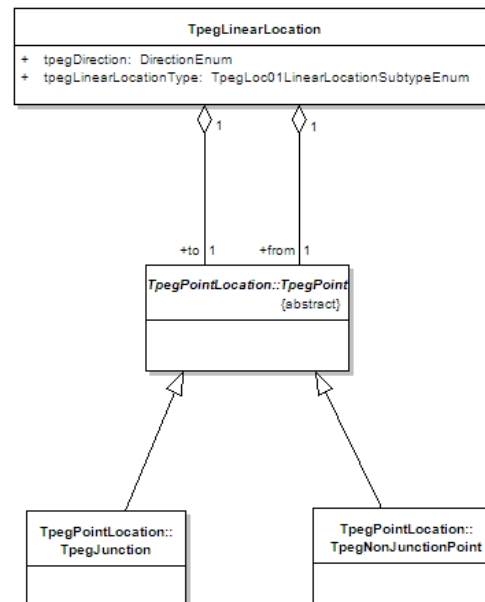 TpegLinearLocation
+ tpegDirection: DirectionEnum
+ tpegLinearLocationType: TpegLoc01LinearLocationSubtypeEnum
1 1
+to 1 +from 1
TpegPointLocation::TpegPoint
{abstract}
TpegPointLocation::
TpegJunction
TpegPointLocation::
TpegNonJunctionPoint